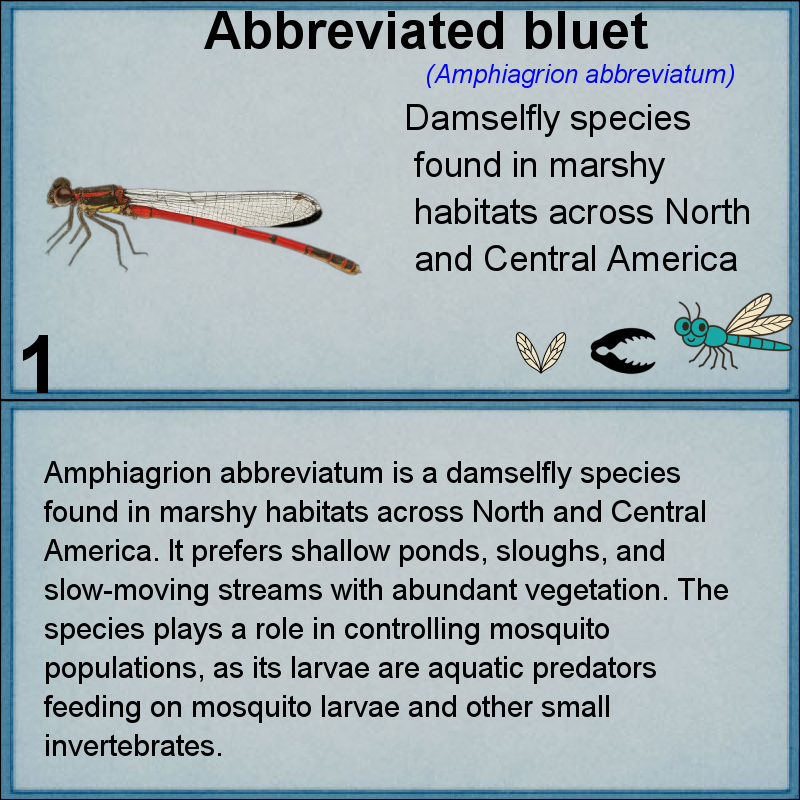 Abbreviated bluet
(Amphiagrion abbreviatum)
Damselfly species
found in marshy
habitats across North
and Central America
1
Amphiagrion abbreviatum is a damselfly species
found in marshy habitats across North and Central
America. It prefers shallow ponds, sloughs, and
slow-moving streams with abundant vegetation. The
species plays a role in controlling mosquito
populations, as its larvae are aquatic predators
feeding on mosquito larvae and other small
invertebrates.